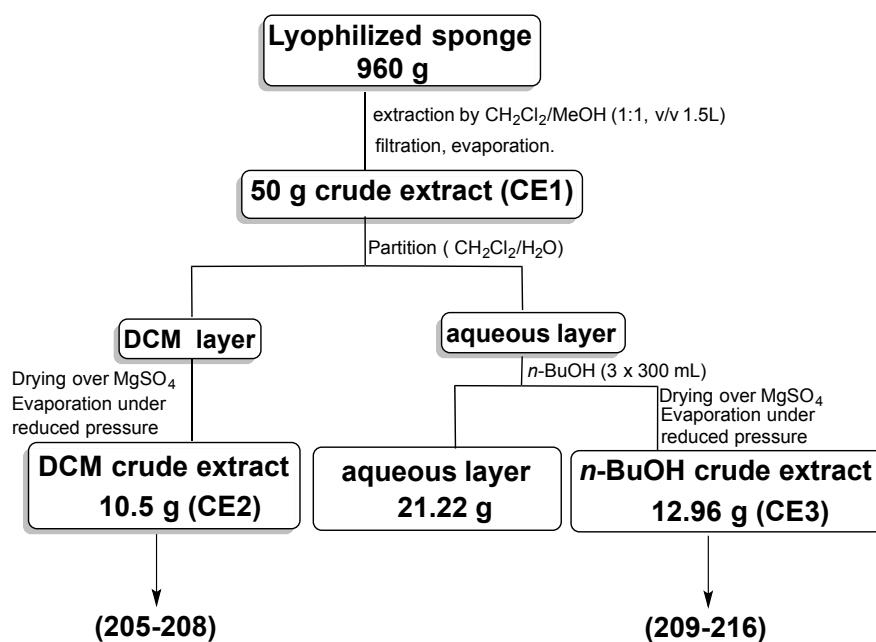 Lyophilized sponge
960 g
extraction by CH₂Cl₂/MeOH (1:1, v/v 1.5L)
filtration, evaporation.
50 g crude extract (CE1)
Partition ( CH₂Cl₂/H₂O)
DCM layer
aqueous layer
n-BuOH (3 x 300 mL)
Drying over MgSO₄
Evaporation under
reduced pressure
Drying over MgSO₄
Evaporation under
reduced pressure
DCM crude extract
10.5 g (CE2)
aqueous layer
21.22 g
n-BuOH crude extract
12.96 g (CE3)
(205-208)
(209-216)